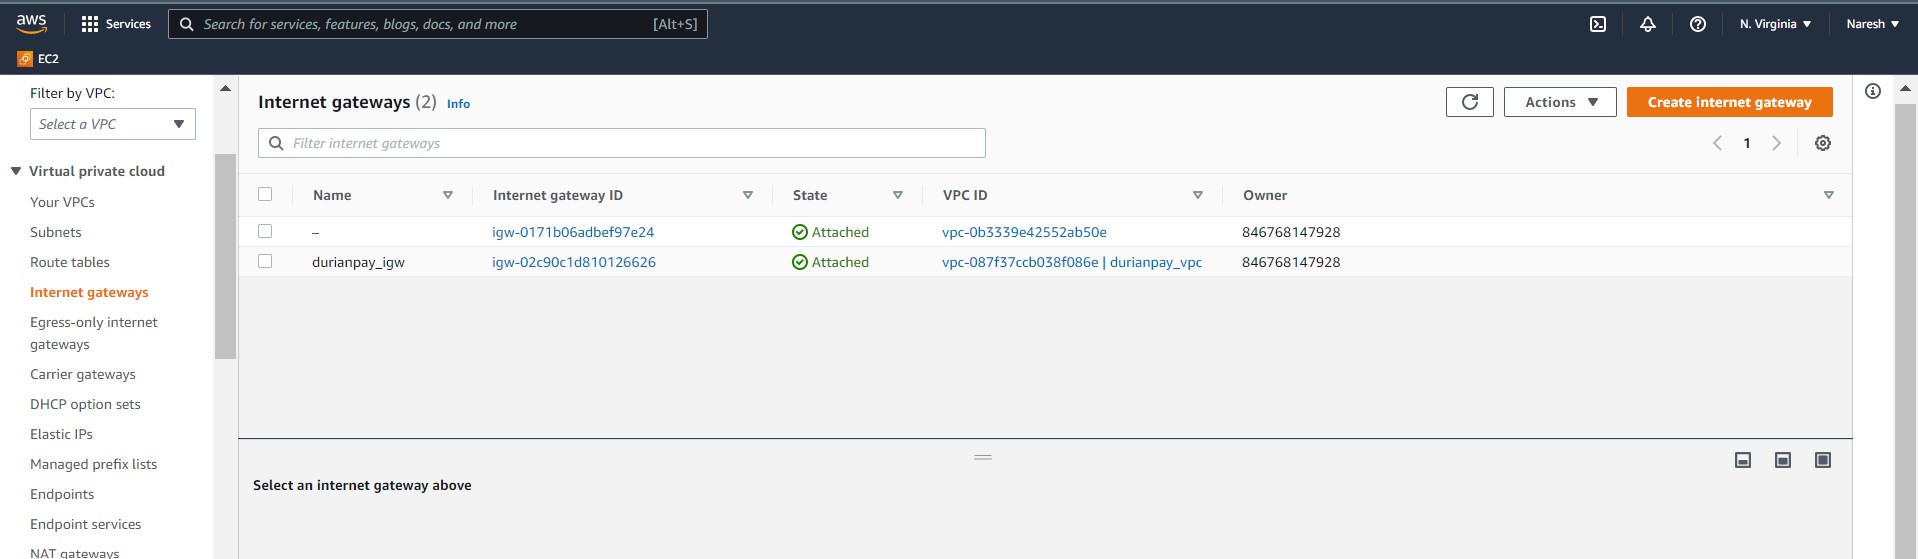 aws Services Search for services, features, blogs, docs, and more [Alt+S] N. Virginia Naresh
EC2
Filter by VPC:
Select a VPC
Virtual private cloud
Your VPCs
Subnets
Route tables
Internet gateways
Egress-only internet
gateways
Carrier gateways
DHCP option sets
Elastic IPs
Managed prefix lists
Endpoints
Endpoint services
NAT gateways
Internet gateways (2) Info
Actions
Create internet gateway
Filter internet gateways
1
Name Internet gateway ID State VPC ID Owner
– igw-0171b06adbef97e24 Attached vpc-0b3339e42552ab50e 846768147928
durianpay_igw igw-02c90c1d810126626 Attached vpc-087f37ccb038f086e | durianpay_vpc 846768147928
Select an internet gateway above